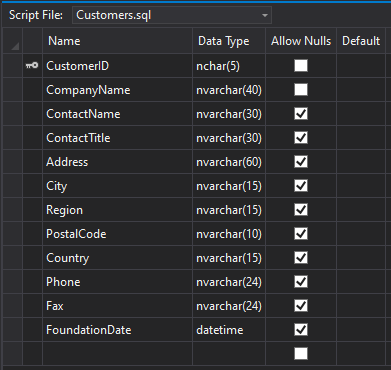 Script File: Customers.sql
Name Data Type Allow Nulls Default
CustomerID nchar(5)
CompanyName nvarchar(40)
ContactName nvarchar(30)
ContactTitle nvarchar(30)
Address nvarchar(60)
City nvarchar(15)
Region nvarchar(15)
PostalCode nvarchar(10)
Country nvarchar(15)
Phone nvarchar(24)
Fax nvarchar(24)
FoundationDate datetime